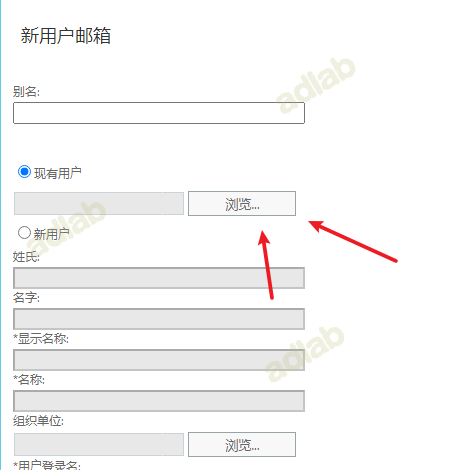 新用户邮箱
adlab
别名:
现有用户
浏览...
adlab
新用户
姓氏:
名字:
*显示名称:
adlab
*名称:
组织单位:
浏览...
*用户登录名: